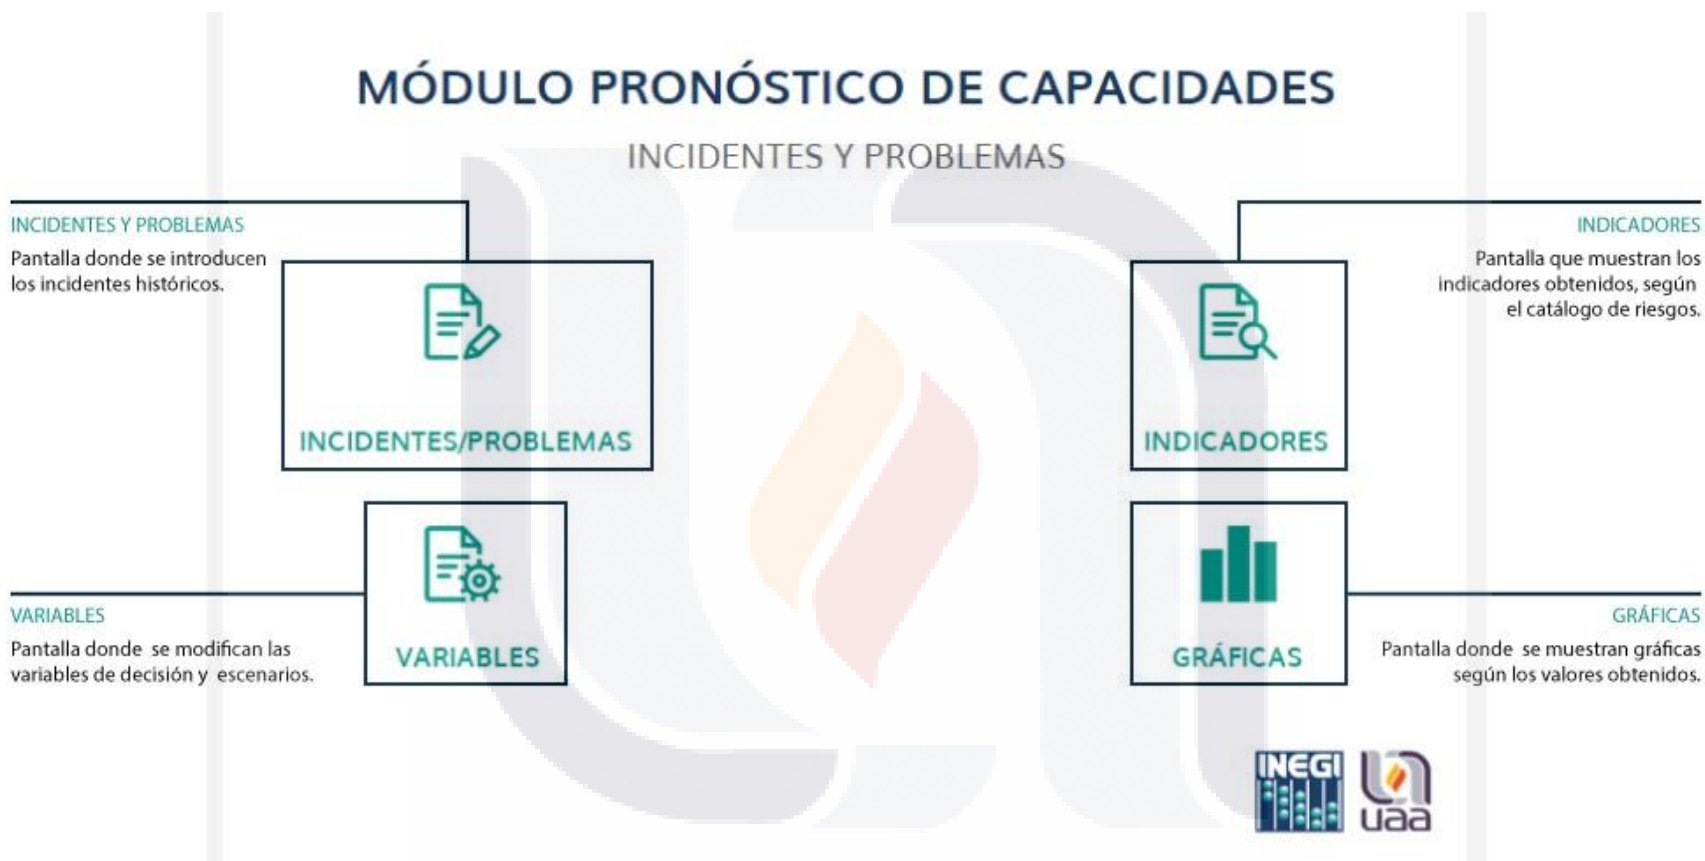 MÓDULO PRONÓSTICO DE CAPACIDADES
INCIDENTES Y PROBLEMAS
INCIDENTES Y PROBLEMAS
Pantalla donde se introducen
los incidentes históricos.
INCIDENTES/PROBLEMAS
INDICADORES
Pantalla que muestran los
indicadores obtenidos, según
el catálogo de riesgos.
INDICADORES
VARIABLES
Pantalla donde se modifican las
variables de decisión y escenarios.
VARIABLES
GRÁFICAS
Pantalla donde se muestran gráficas
según los valores obtenidos.
GRÁFICAS
INEGI
uaa